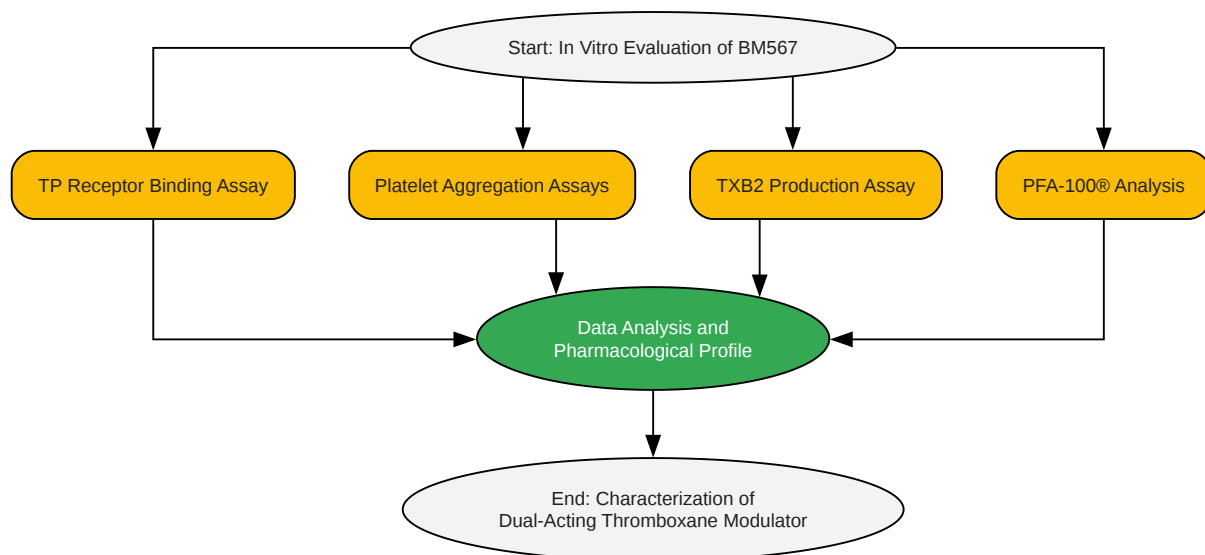 Start: In Vitro Evaluation of BM567
TP Receptor Binding Assay
Platelet Aggregation Assays
TXB2 Production Assay
PFA-100® Analysis
Data Analysis and
Pharmacological Profile
End: Characterization of
Dual-Acting Thromboxane Modulator